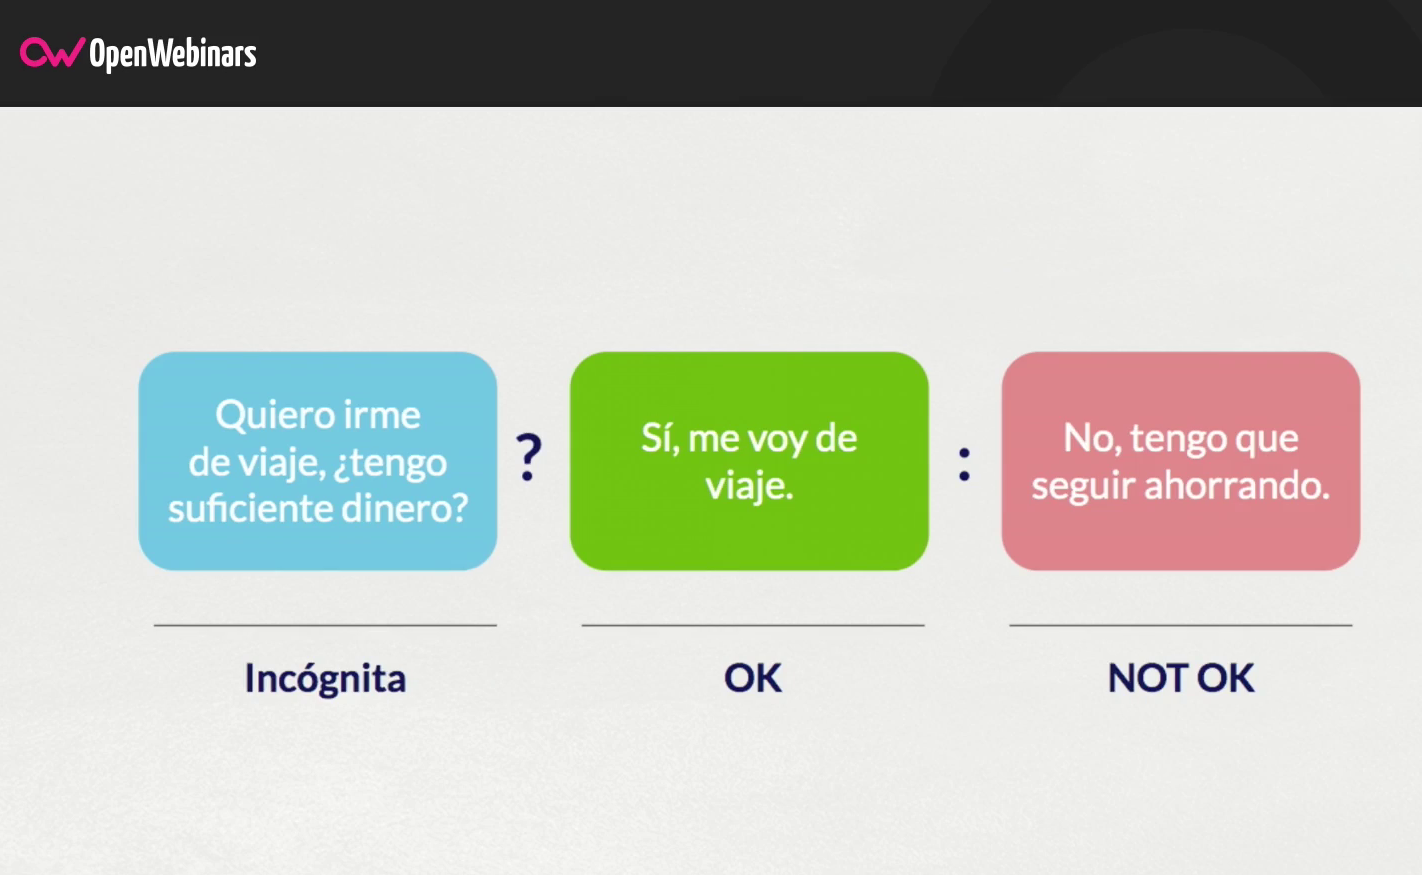 OpenWebinars
Quiero irme
de viaje, ¿tengo
suficiente dinero?
?
Sí, me voy de
viaje.
:
No, tengo que
seguir ahorrando.
Incógnita
OK
NOT OK